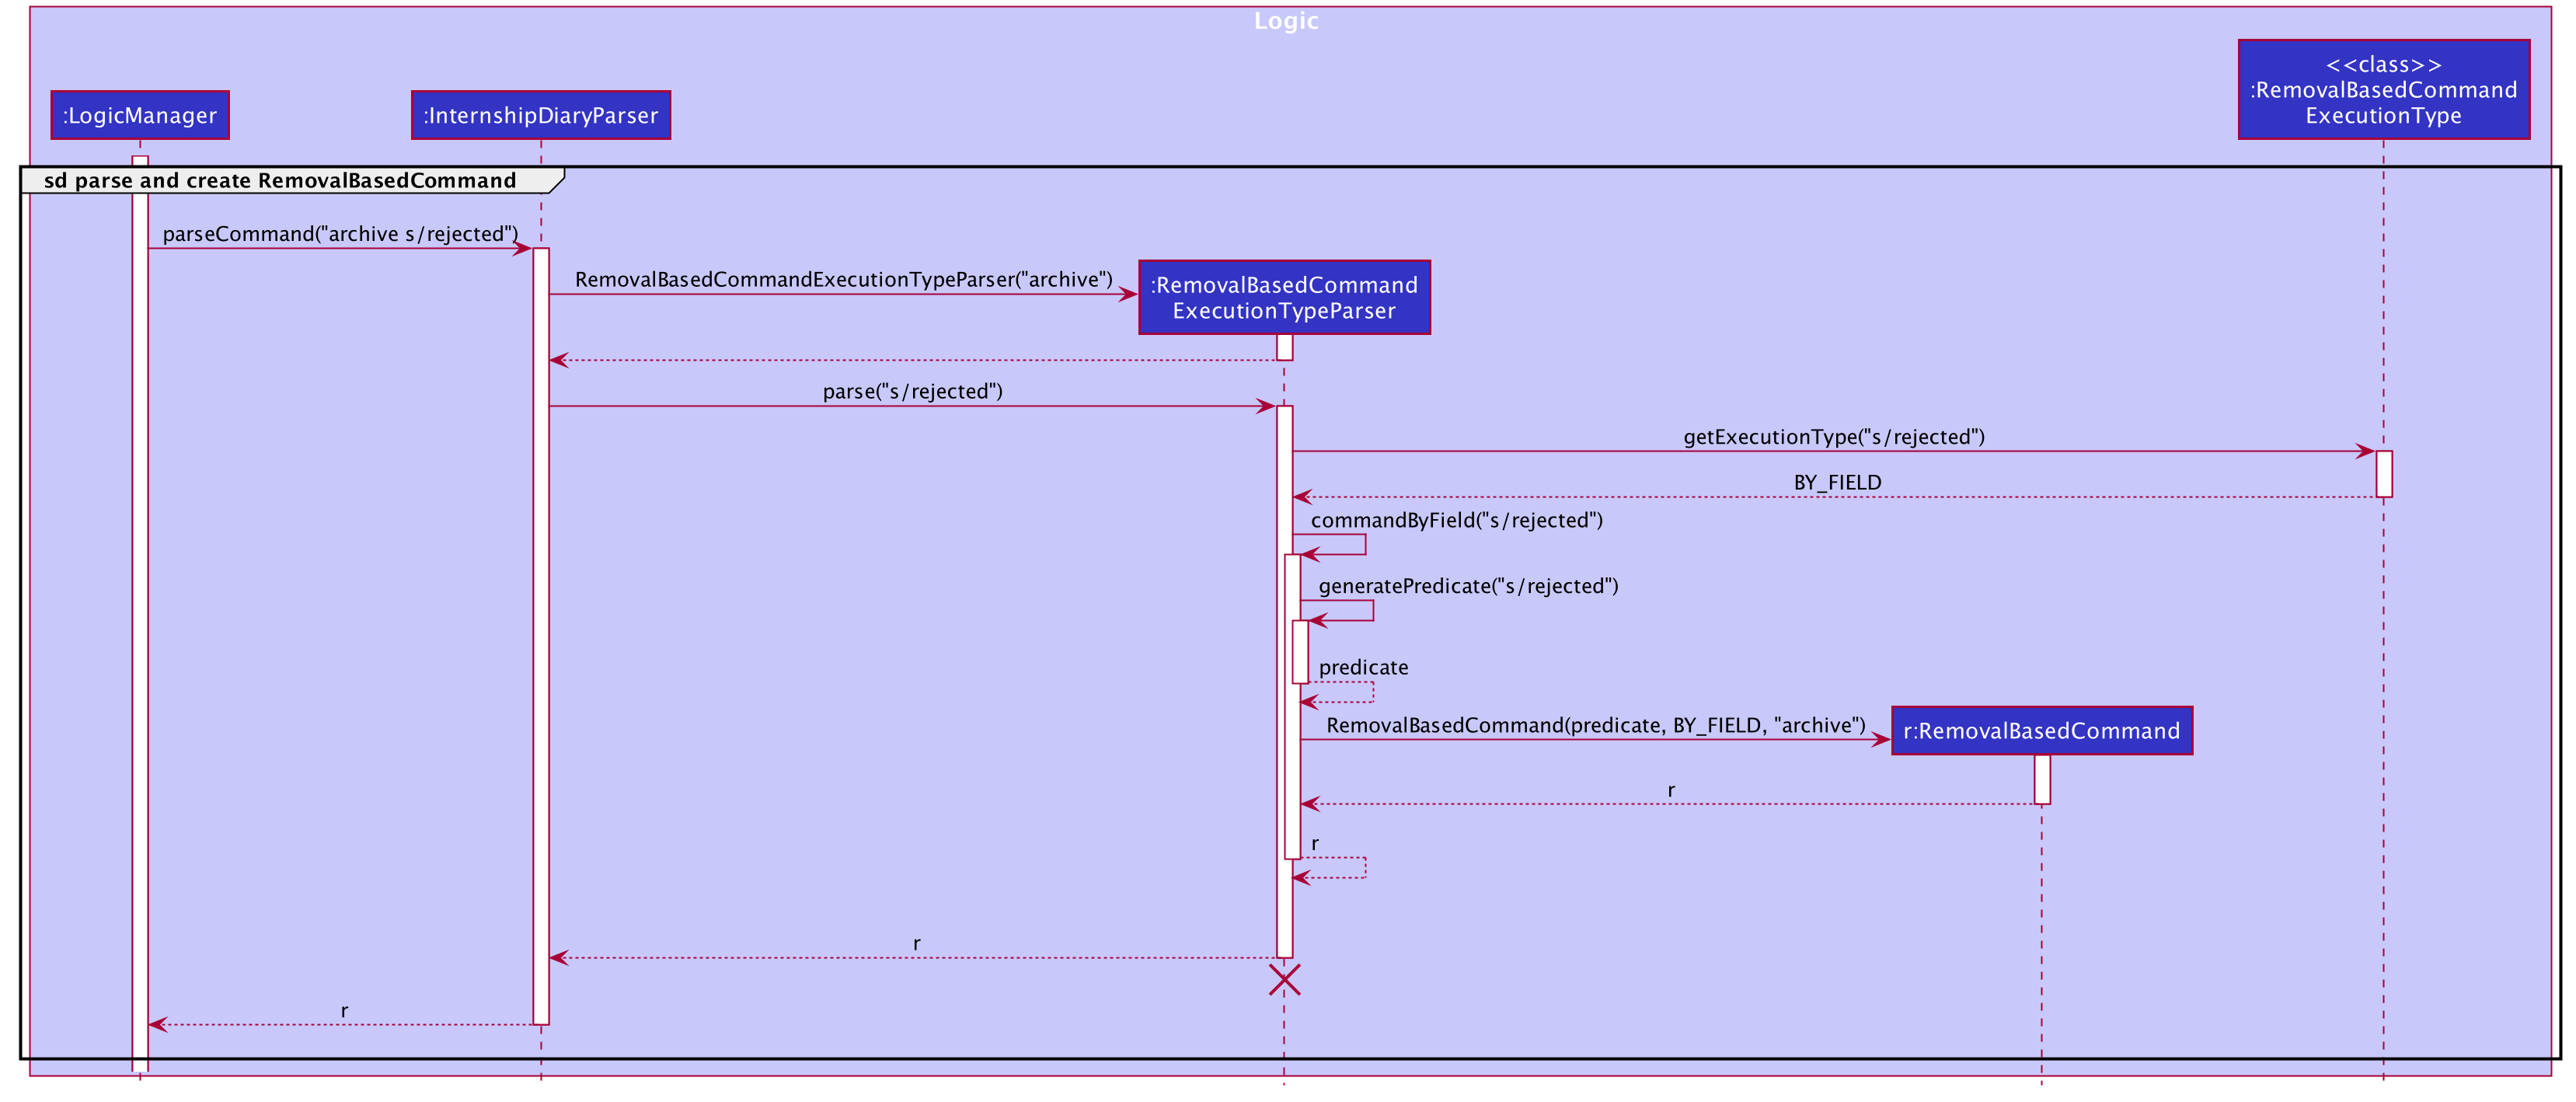 Logic
<<class>>
:RemovalBasedCommand
ExecutionType
:LogicManager
:InternshipDiaryParser
sd parse and create RemovalBasedCommand
parseCommand("archive s/rejected")
RemovalBasedCommandExecutionTypeParser("archive")
:RemovalBasedCommand
ExecutionTypeParser
parse("s/rejected")
getExecutionType("s/rejected")
BY_FIELD
commandByField("s/rejected")
generatePredicate("s/rejected")
predicate
RemovalBasedCommand(predicate, BY_FIELD, "archive")
r:RemovalBasedCommand
r
r
r
r